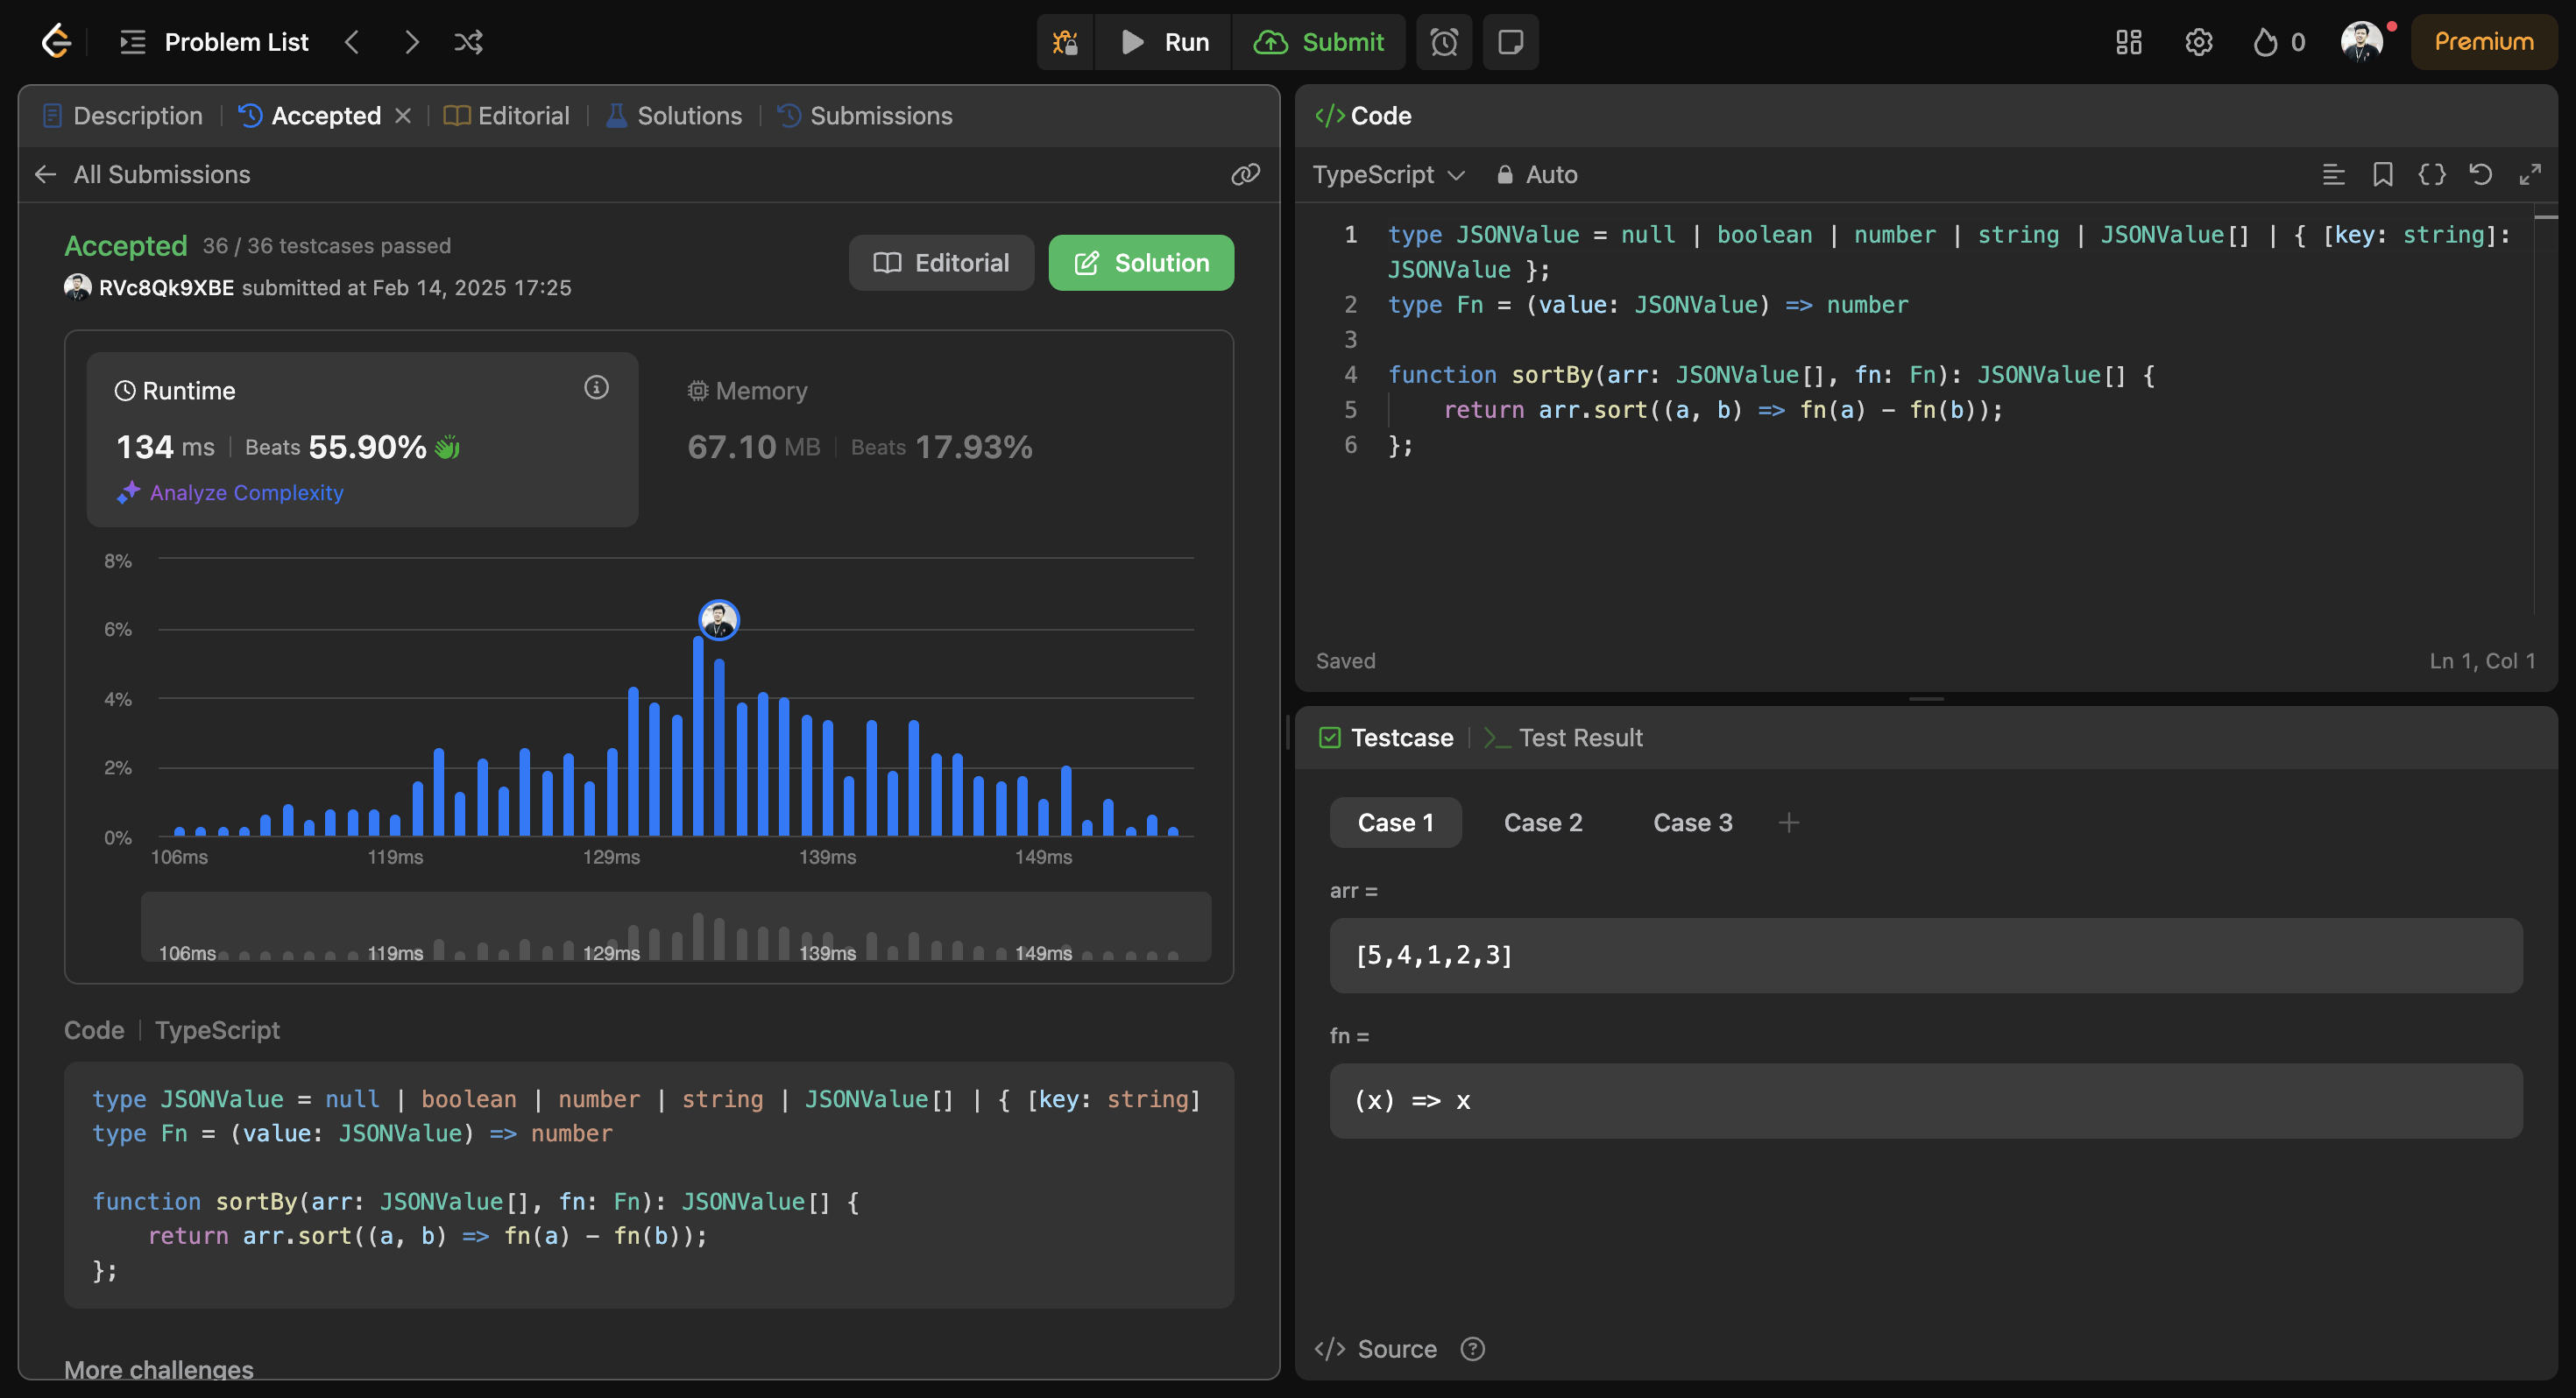 Problem List
Run
Submit
0
Premium
Description
Accepted
Editorial
Solutions
Submissions
All Submissions
Accepted 36 / 36 testcases passed
RVc8Qk9XBE submitted at Feb 14, 2025 17:25
Editorial
Solution
Runtime
134 ms | Beats 55.90%
Analyze Complexity
Memory
67.10 MB | Beats 17.93%
8%
6%
4%
2%
0%
106ms 119ms 129ms 139ms 149ms
106ms 119ms 129ms 139ms 149ms
Code | TypeScript
type JSONValue = null | boolean | number | string | JSONValue[] | { [key: string]
type Fn = (value: JSONValue) => number
function sortBy(arr: JSONValue[], fn: Fn): JSONValue[] {
    return arr.sort((a, b) => fn(a) - fn(b));
};
More challenges
Code
TypeScript
Auto
1 type JSONValue = null | boolean | number | string | JSONValue[] | { [key: string]:
JSONValue };
2 type Fn = (value: JSONValue) => number
3
4 function sortBy(arr: JSONValue[], fn: Fn): JSONValue[] {
5     return arr.sort((a, b) => fn(a) - fn(b));
6 };
Saved
Ln 1, Col 1
Testcase
Test Result
Case 1
Case 2
Case 3
arr =
[5,4,1,2,3]
fn =
(x) => x
Source